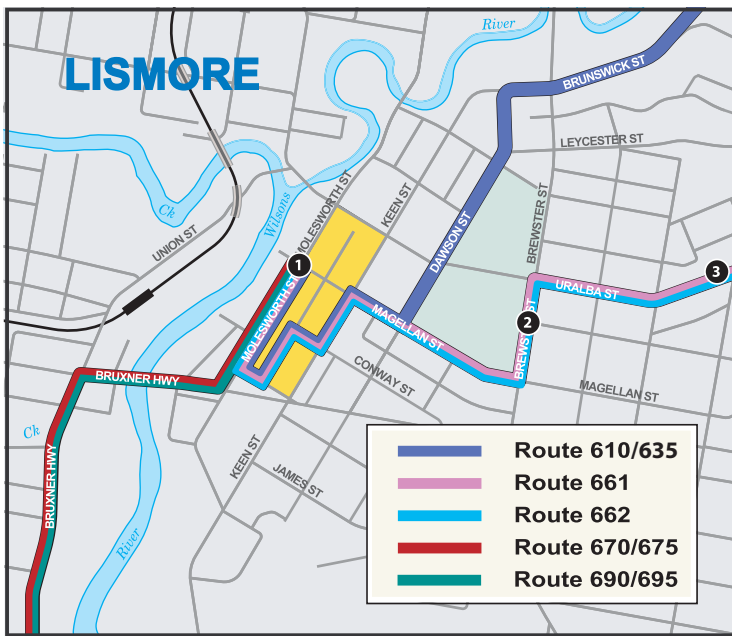 River
LISMORE
BRUNSWICK ST
LEYCESTER ST
Ck
Wilsons
MOLESWORTH ST
KEEN ST
UNION ST
DAWSON ST
BREWSTER ST
1
3
URALBA ST
MOLESWORTH ST
MAGELLAN ST
2
BREWSTER ST
BRUXNER HWY
CONWAY ST
MAGELLAN ST
Ck
BRUXNER HWY
KEEN ST
JAMES ST
River
Route 610/635
Route 661
Route 662
Route 670/675
Route 690/695